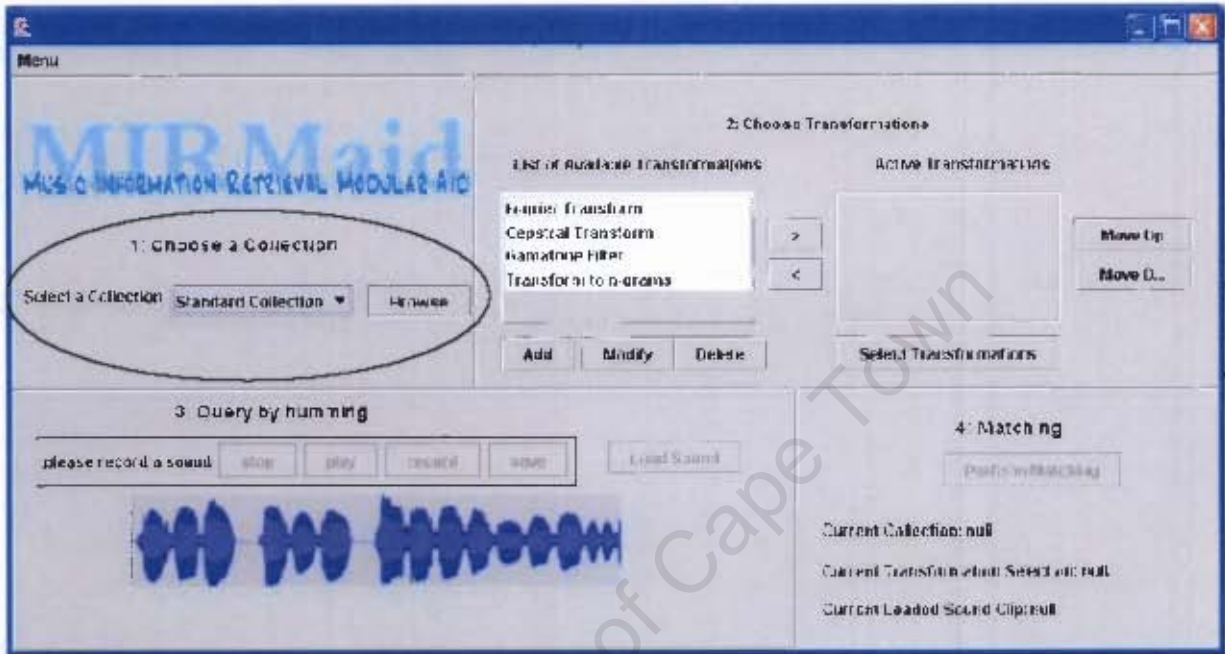 Menu
MIRMaid
MUSIC INFORMATION RETRIEVAL MODULAR AID
1: Choose a Collection
Select a Collection
Standard Collection
Browse
2: Choose Transformations
List of Available Transformations
Active Transformations
Fourier Transform
Cepstral Transform
Gamatone Filter
Transform to n-grams
>
<
Move Up
Move D...
Add
Modify
Delete
Select Transformations
3: Query by humming
please record a sound
stop
play
record
save
Load Sound
4: Matching
Perform Matching
Current Collection: null
Current Transformation Selection: null
Current Loaded Sound Clip: null
of Cape Town